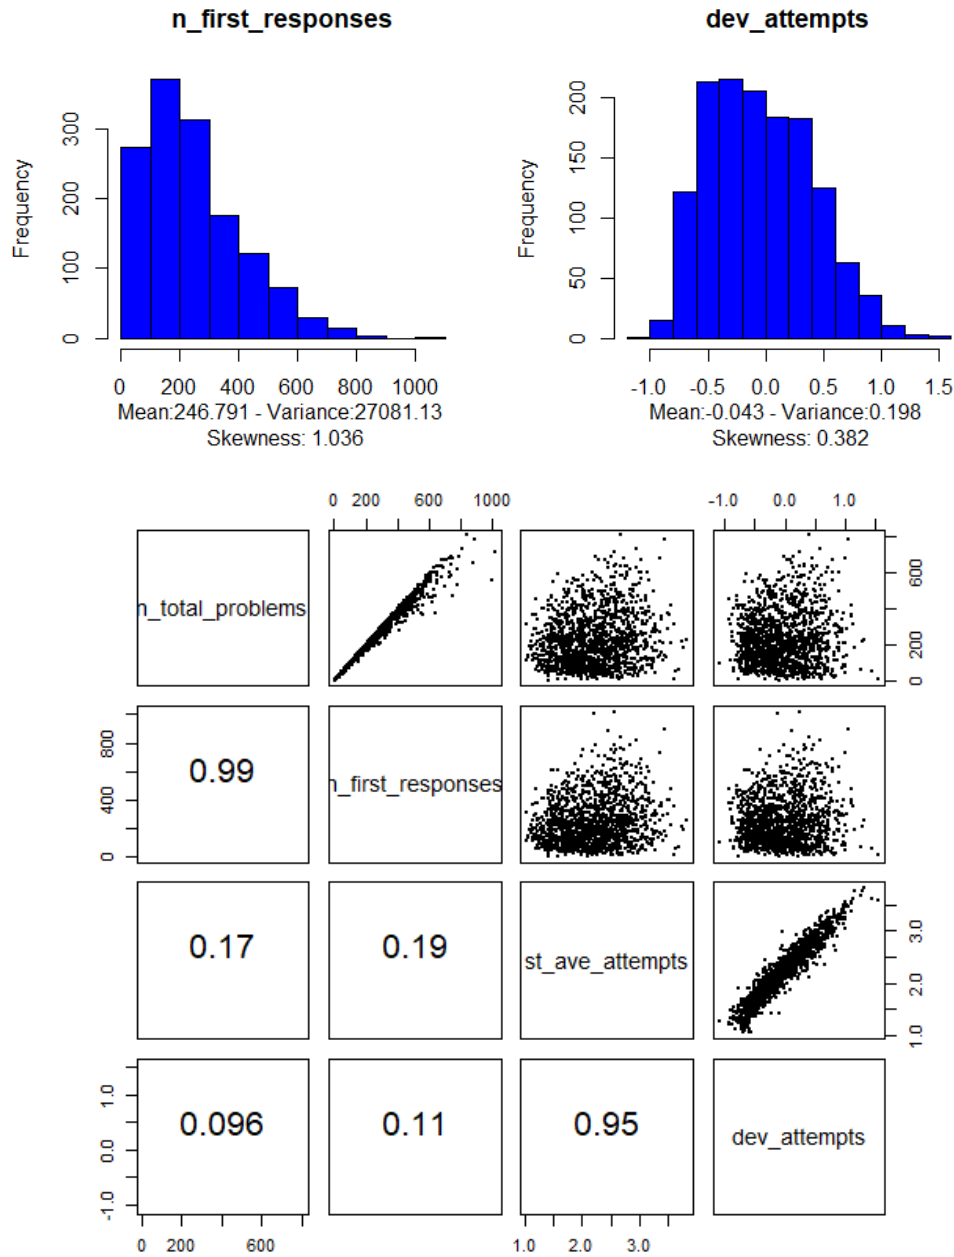 n_first_responses
dev_attempts
Frequency
0 100 200 300
0 200 400 600 800 1000
Mean:246.791 - Variance:27081.13
Skewness: 1.036
Frequency
0 50 100 150 200
-1.0 -0.5 0.0 0.5 1.0 1.5
Mean:-0.043 - Variance:0.198
Skewness: 0.382
0 200 600 1000
-1.0 0.0 1.0
n_total_problems
0 200 600
0 400 800
0.99
n_first_responses
0.17
0.19
st_ave_attempts
1.0 2.0 3.0
-1.0 0.0 1.0
0.096
0.11
0.95
dev_attempts
0 200 600
1.0 2.0 3.0